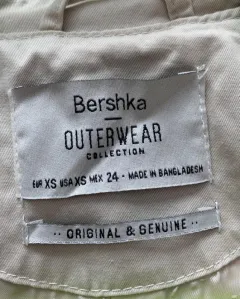 Bershka
OUTERWEAR
COLLECTION
EUR XS USA XS MEX 24 - MADE IN BANGLADESH
-- ORIGINAL & GENUINE --